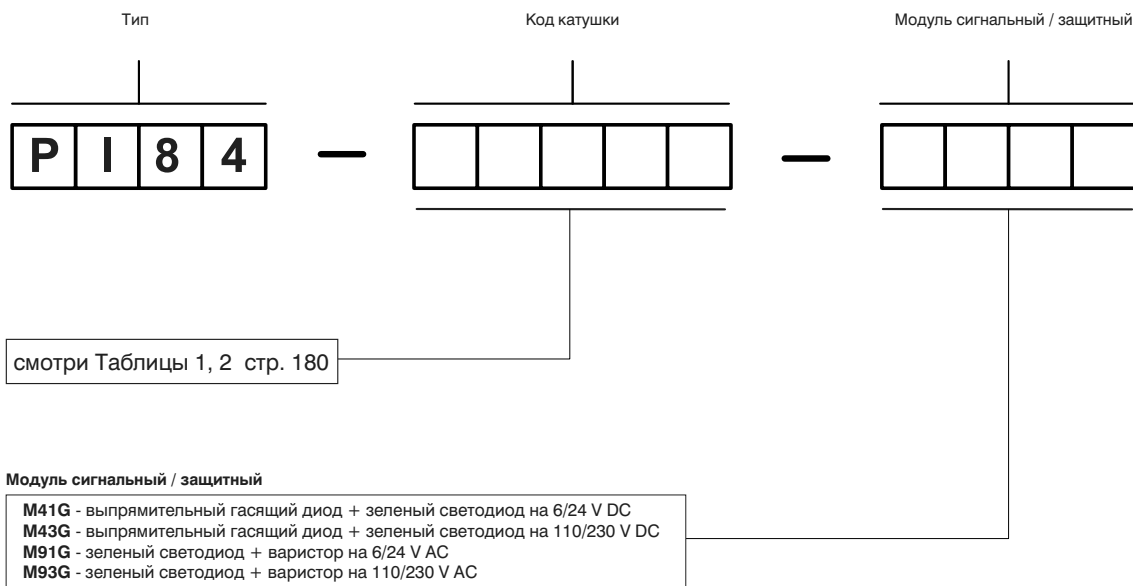 Тип Код катушки Модуль сигнальный / защитный
P I 8 4 — —
смотри Таблицы 1, 2 стр. 180
Модуль сигнальный / защитный
M41G - выпрямительный гасящий диод + зеленый светодиод на 6/24 V DC
M43G - выпрямительный гасящий диод + зеленый светодиод на 110/230 V DC
M91G - зеленый светодиод + варистор на 6/24 V AC
M93G - зеленый светодиод + варистор на 110/230 V AC